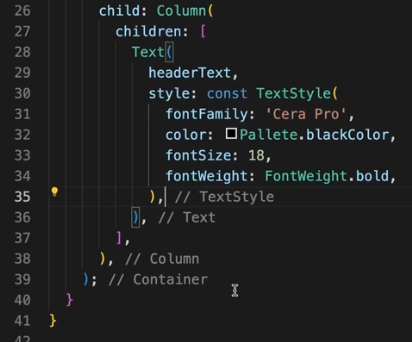 26 child: Column(
27 children: [
28 Text(
29 headerText,
30 style: const TextStyle(
31 fontFamily: 'Cera Pro',
32 color: Pallete.blackColor,
33 fontSize: 18,
34 fontWeight: FontWeight.bold,
35 ), // TextStyle
36 ), // Text
37 ],
38 ), // Column
39 ); // Container
40 }
41 }
42